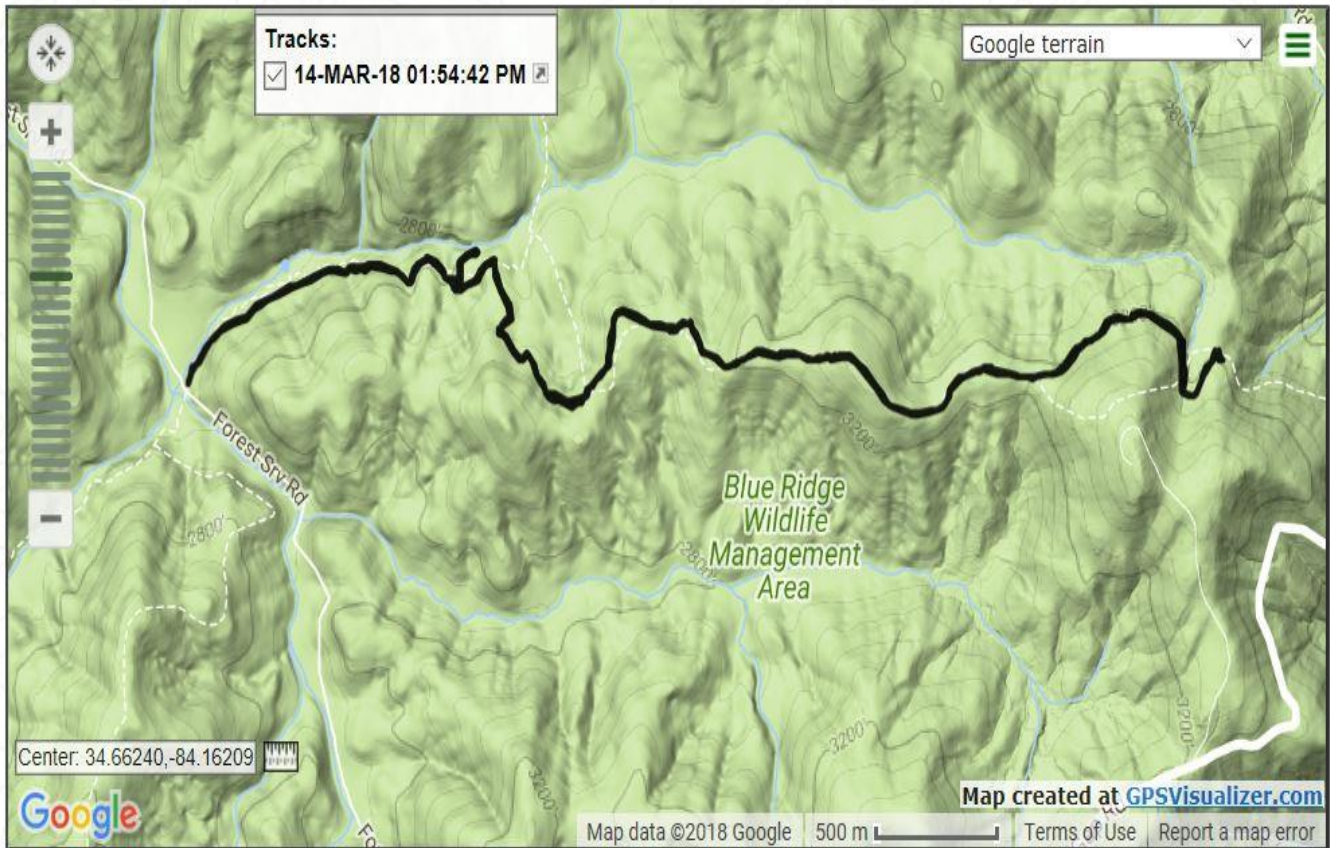 Tracks:
14-MAR-18 01:54:42 PM
Google terrain
Rd
2800'
2800'
Forest Srv Rd
3200'
Blue Ridge
Wildlife
Management
Area
2800'
2800'
3200'
3200'
3200'
Center: 34.66240,-84.16209
Google
Map created at GPSVisualizer.com
Map data ©2018 Google
500 m
Terms of Use
Report a map error